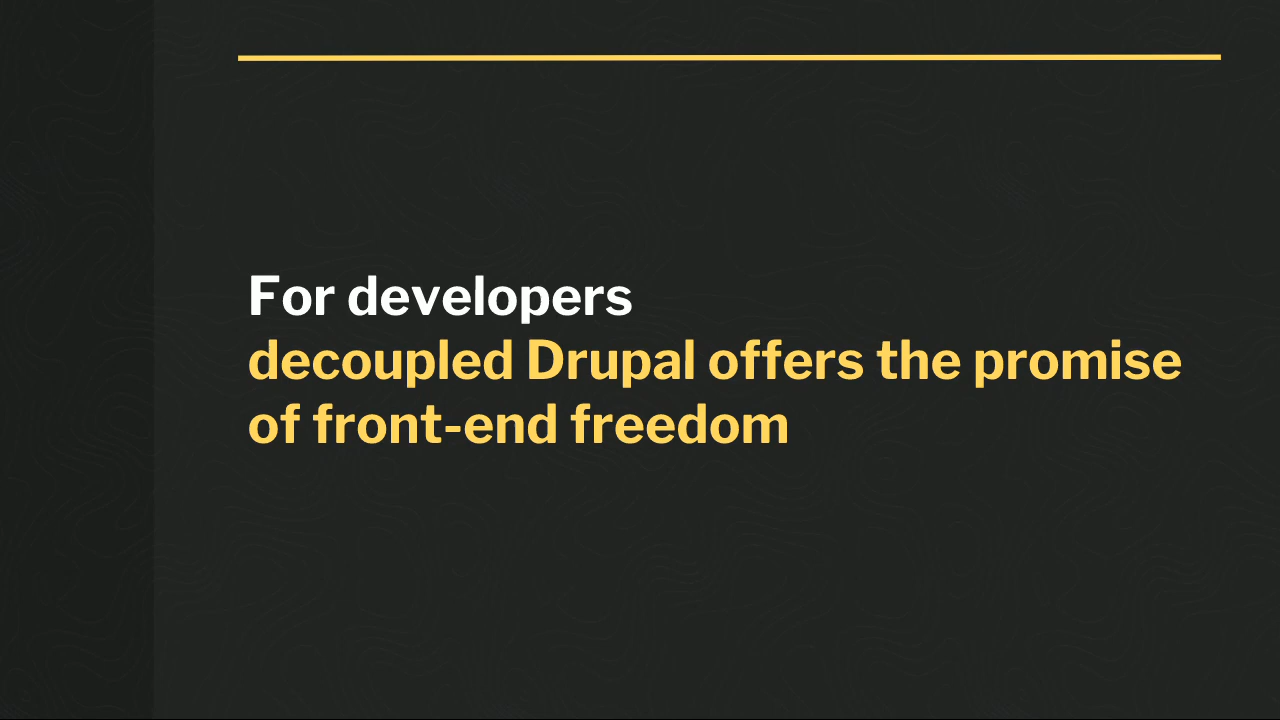 For developers
decoupled Drupal offers the promise
of front-end freedom